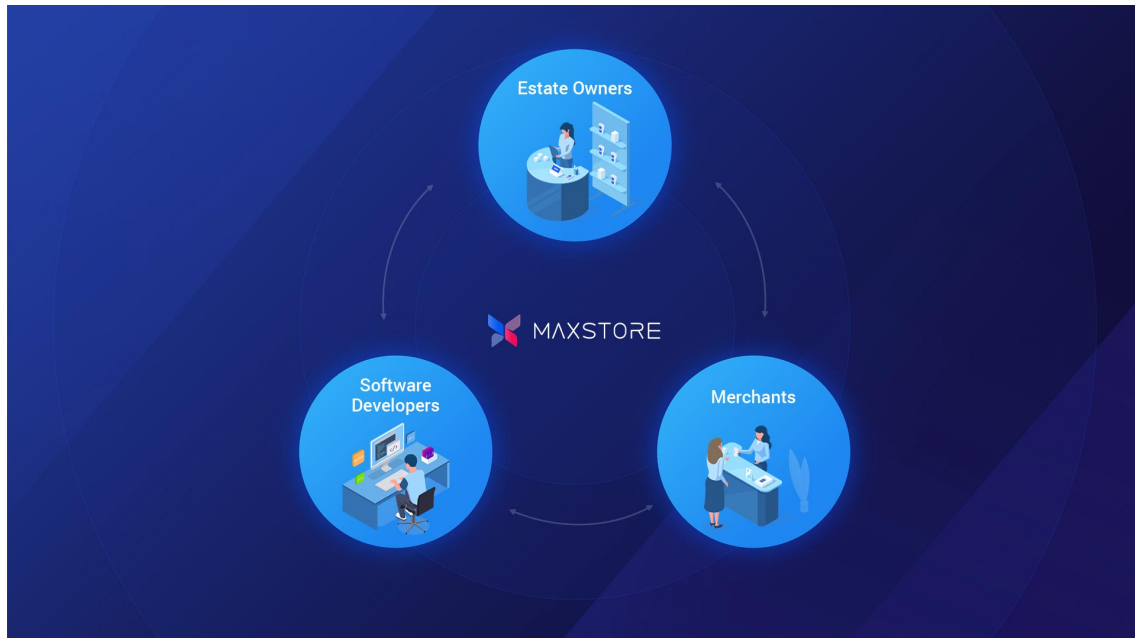 Estate Owners
MAXSTORE
Software
Developers
Merchants